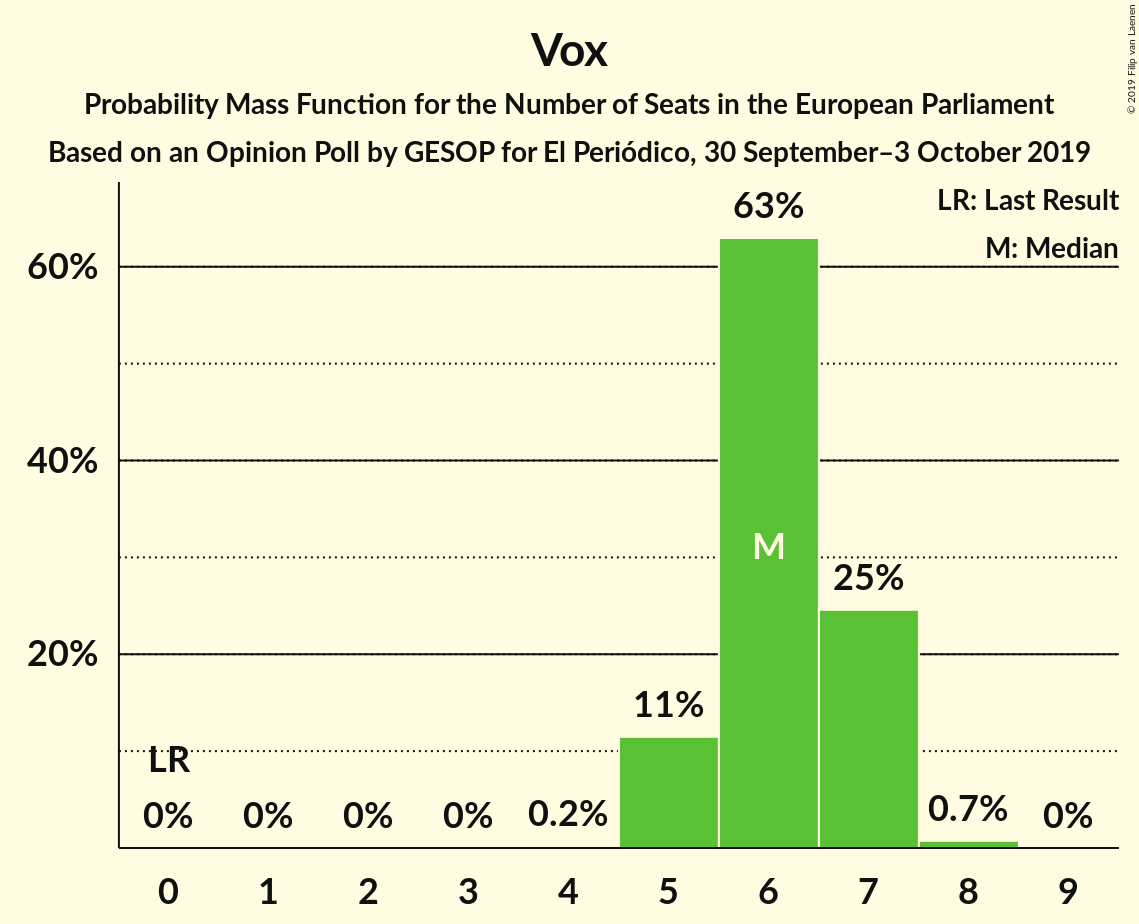 Vox
Probability Mass Function for the Number of Seats in the European Parliament
Based on an Opinion Poll by GESOP for El Periódico, 30 September–3 October 2019
© 2019 Filip van Laenen
LR: Last Result
M: Median
60%
40%
20%
LR
0%
0%
0%
0%
0.2%
11%
63%
M
25%
0.7%
0%
0
1
2
3
4
5
6
7
8
9